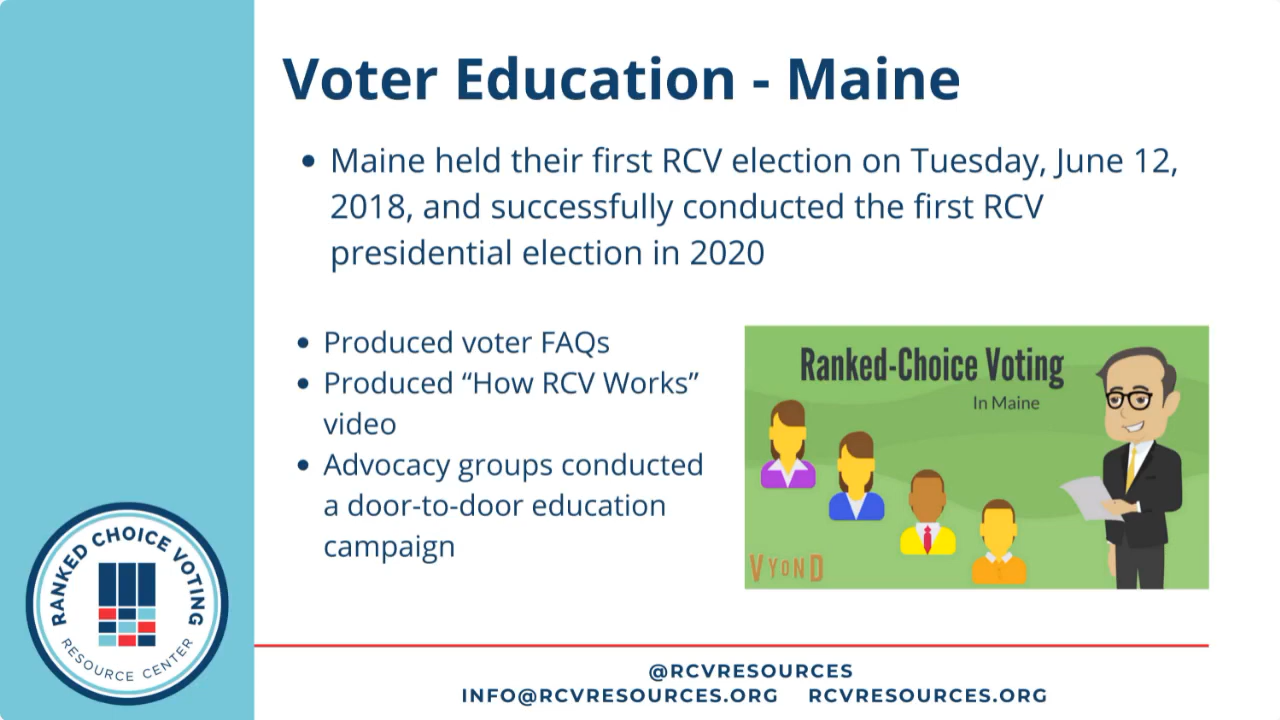 Voter Education - Maine
• Maine held their first RCV election on Tuesday, June 12,
2018, and successfully conducted the first RCV
presidential election in 2020
• Produced voter FAQs
• Produced “How RCV Works”
video
• Advocacy groups conducted
a door-to-door education
campaign
Ranked-Choice Voting
In Maine
VYOND
RANKED CHOICE VOTING
RESOURCE CENTER
@RCVRESOURCES
INFO@RCVRESOURCES.ORG RCVRESOURCES.ORG